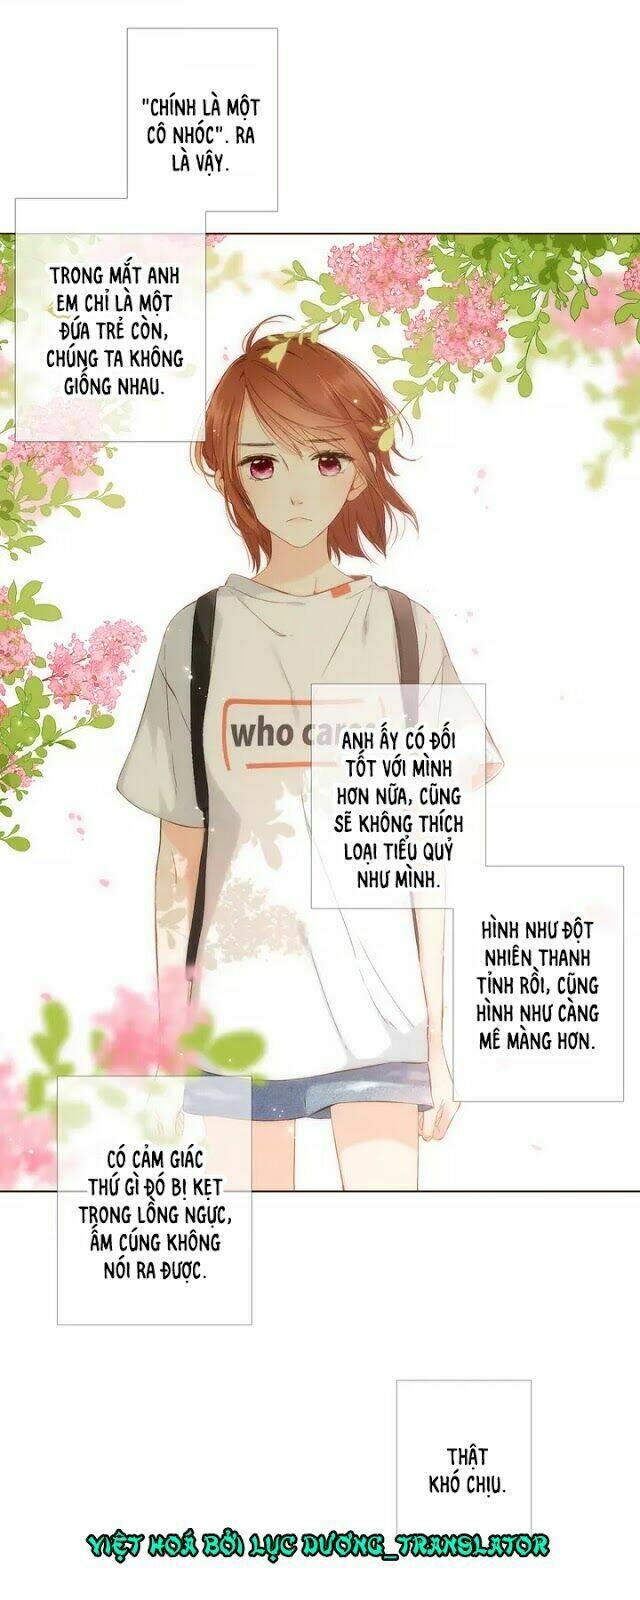 "CHÍNH LÀ MỘT
CÔ NHÓC". RA
LÀ VẬY.
TRONG MẮT ANH
EM CHỈ LÀ MỘT
ĐỨA TRẺ CÒN,
CHÚNG TA KHÔNG
GIỐNG NHAU.
who cares
ANH ẤY CÓ ĐỐI
TỐT VỚI MÌNH
HƠN NỮA, CŨNG
SẼ KHÔNG THÍCH
LOẠI TIỂU QUỶ
NHƯ MÌNH.
HÌNH NHƯ ĐỘT
NHIÊN THANH
TỈNH RỒI, CŨNG
HÌNH NHƯ CÀNG
MÊ MÀNG HƠN.
CÓ CẢM GIÁC
THỨ GÌ ĐÓ BỊ KẸT
TRONG LỒNG NGỰC,
ẤM CÚNG KHÔNG
NÓI RA ĐƯỢC.
THẬT
KHÓ CHỊU.
VIỆT HOÁ BỞI LỤC DƯƠNG_TRANSLATOR